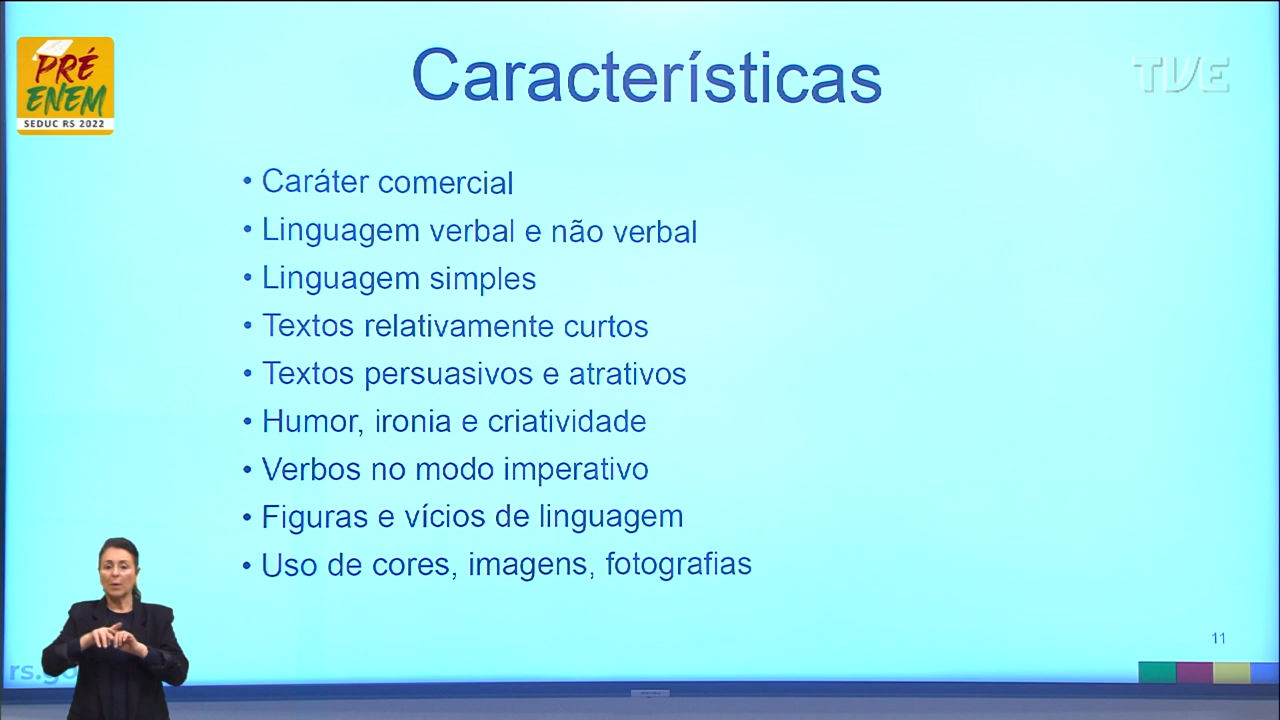 PRÉ
ENEM
SEDUC RS 2022
Características
TVE
• Caráter comercial
• Linguagem verbal e não verbal
• Linguagem simples
• Textos relativamente curtos
• Textos persuasivos e atrativos
• Humor, ironia e criatividade
• Verbos no modo imperativo
• Figuras e vícios de linguagem
• Uso de cores, imagens, fotografias
11